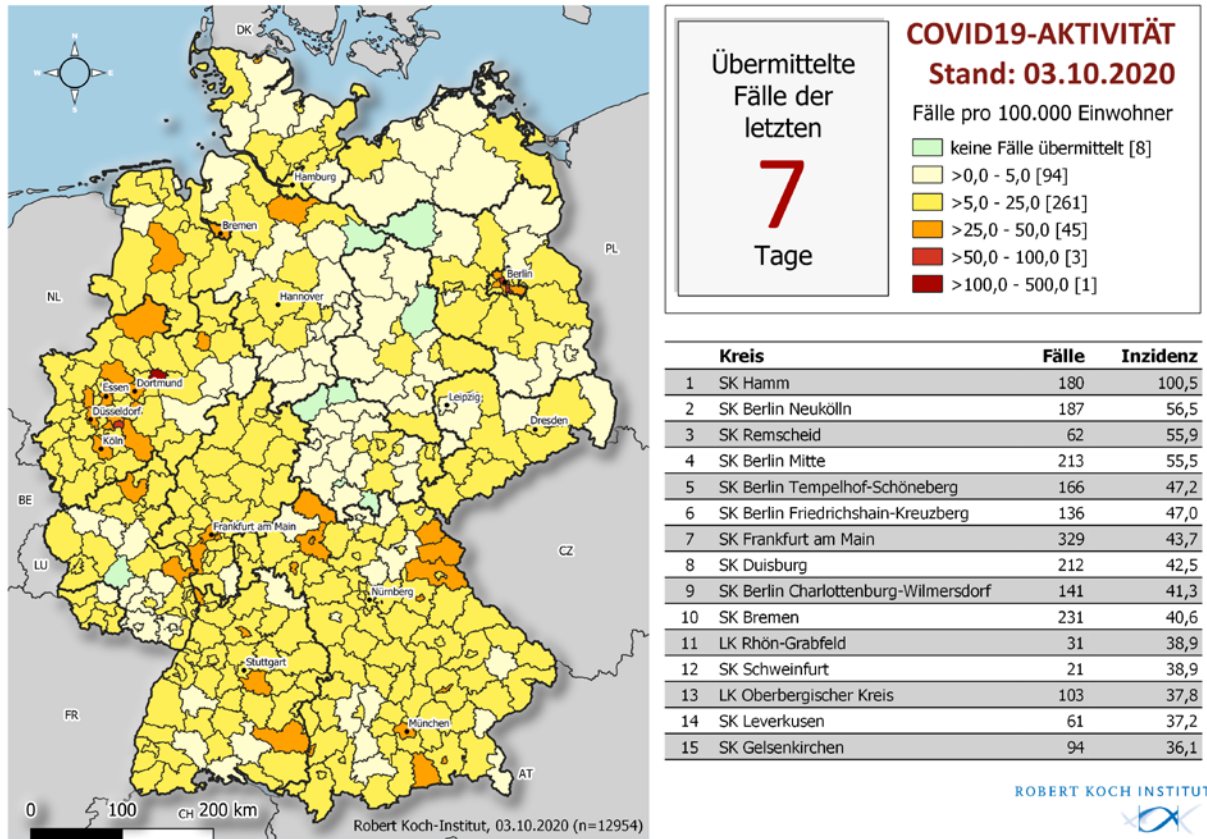 DK
N
W
E
S
Hamburg
Bremen
PL
Berlin
NL
Hannover
Essen
Dortmund
Düsseldorf
Leipzig
Dresden
Köln
BE
Frankfurt am Main
CZ
LU
Nürnberg
Stuttgart
FR
München
AT
0 100 200 km
CH
Robert Koch-Institut, 03.10.2020 (n=12954)
Übermittelte
Fälle der
letzten
7
Tage
COVID19-AKTIVITÄT
Stand: 03.10.2020
Fälle pro 100.000 Einwohner
keine Fälle übermittelt [8]
>0,0 - 5,0 [94]
>5,0 - 25,0 [261]
>25,0 - 50,0 [45]
>50,0 - 100,0 [3]
>100,0 - 500,0 [1]
Kreis Fälle Inzidenz
1 SK Hamm 180 100,5
2 SK Berlin Neukölln 187 56,5
3 SK Remscheid 62 55,9
4 SK Berlin Mitte 213 55,5
5 SK Berlin Tempelhof-Schöneberg 166 47,2
6 SK Berlin Friedrichshain-Kreuzberg 136 47,0
7 SK Frankfurt am Main 329 43,7
8 SK Duisburg 212 42,5
9 SK Berlin Charlottenburg-Wilmersdorf 141 41,3
10 SK Bremen 231 40,6
11 LK Rhön-Grabfeld 31 38,9
12 SK Schweinfurt 21 38,9
13 LK Oberbergischer Kreis 103 37,8
14 SK Leverkusen 61 37,2
15 SK Gelsenkirchen 94 36,1
ROBERT KOCH INSTITUT